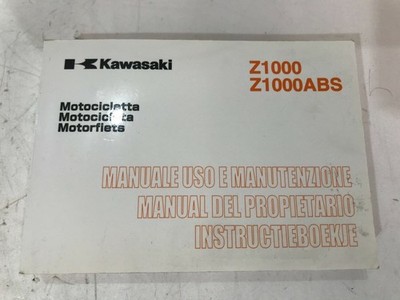 Kawasaki
Z1000
Z1000ABS
Motocicletta
Motocicleta
Motorfiets
MANUALE USO E MANUTENZIONE
MANUAL DEL PROPIETARIO
INSTRUCTIEBOEKJE